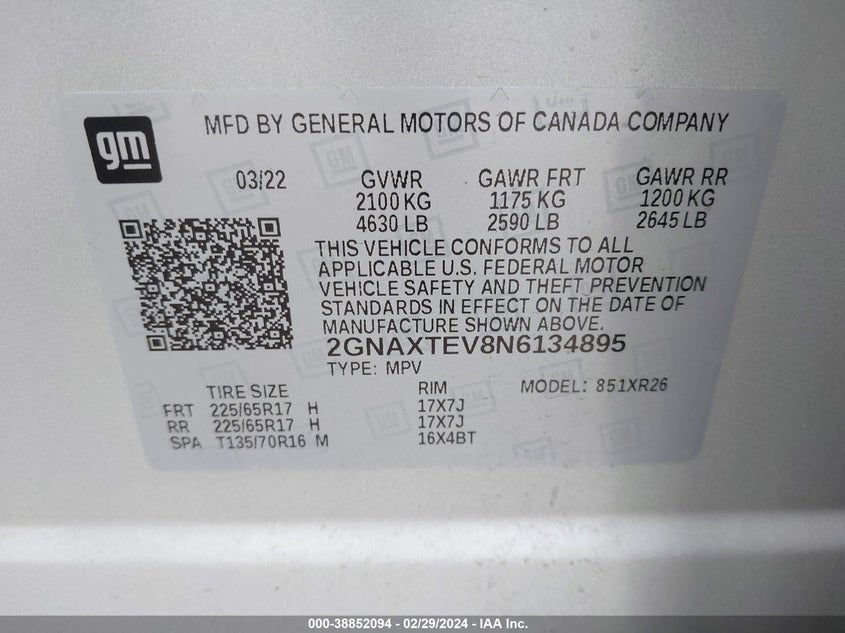 gm
MFD BY GENERAL MOTORS OF CANADA COMPANY
03/22 GVWR GAWR FRT GAWR RR
2100 KG 1175 KG 1200 KG
4630 LB 2590 LB 2645 LB
THIS VEHICLE CONFORMS TO ALL
APPLICABLE U.S. FEDERAL MOTOR
VEHICLE SAFETY AND THEFT PREVENTION
STANDARDS IN EFFECT ON THE DATE OF
MANUFACTURE SHOWN ABOVE.
2GNAXTEV8N6134895
TYPE: MPV
TIRE SIZE RIM MODEL: 851XR26
FRT 225/65R17 H 17X7J
RR 225/65R17 H 17X7J
SPA T135/70R16 M 16X4BT
000-38852094 - 02/29/2024 - IAA Inc.